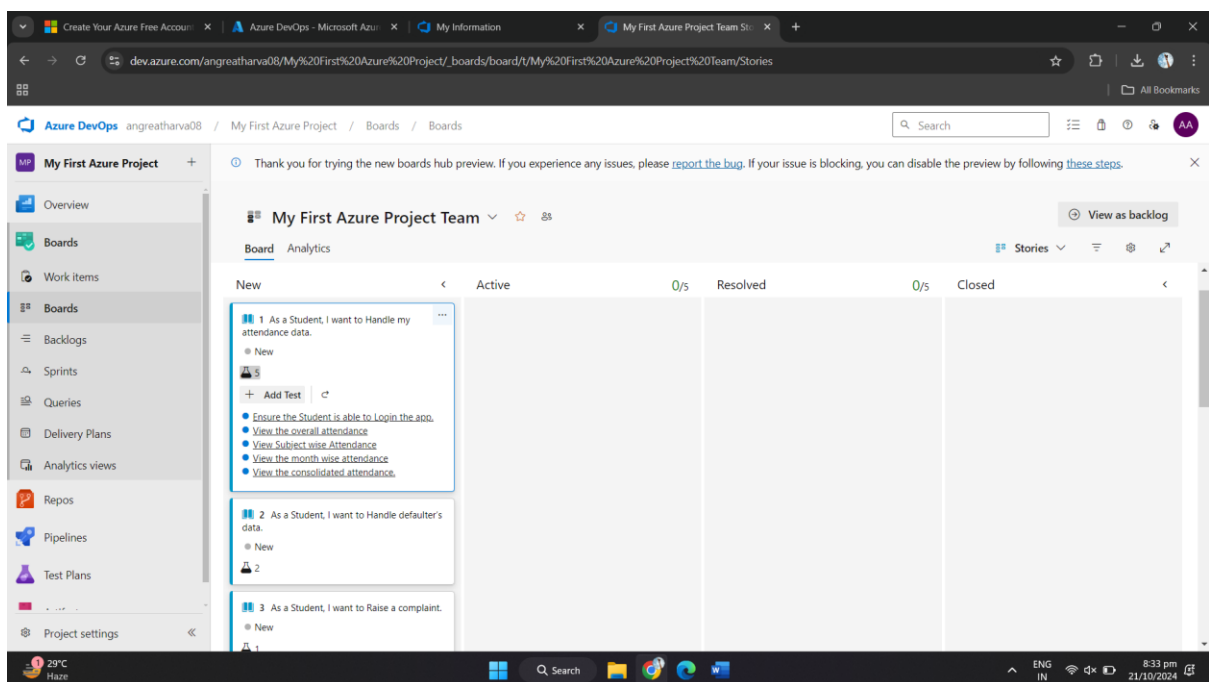 Create Your Azure Free Accoun
Azure DevOps - Microsoft Azur
My Information
My First Azure Project Team Sto
dev.azure.com/angreatharva08/My%20First%20Azure%20Project/_boards/board/t/My%20First%20Azure%20Project%20Team/Stories
All Bookmarks
Azure DevOps angreatharva08 / My First Azure Project / Boards / Boards
Search
AA
MP My First Azure Project +
Thank you for trying the new boards hub preview. If you experience any issues, please report the bug. If your issue is blocking, you can disable the preview by following these steps.
Overview
Boards
Work items
Boards
Backlogs
Sprints
Queries
Delivery Plans
Analytics views
Repos
Pipelines
Test Plans
Project settings
My First Azure Project Team
View as backlog
Board Analytics
Stories
New
Active 0/5
Resolved 0/5
Closed
1 As a Student, I want to Handle my
attendance data.
New
5
+ Add Test
Ensure the Student is able to Login the app.
View the overall attendance
View Subject wise Attendance
View the month wise attendance
View the consolidated attendance.
2 As a Student, I want to Handle defaulter's
data.
New
2
3 As a Student, I want to Raise a complaint.
New
1
1
29°C
Haze
Search
ENG
IN
8:33 pm
21/10/2024